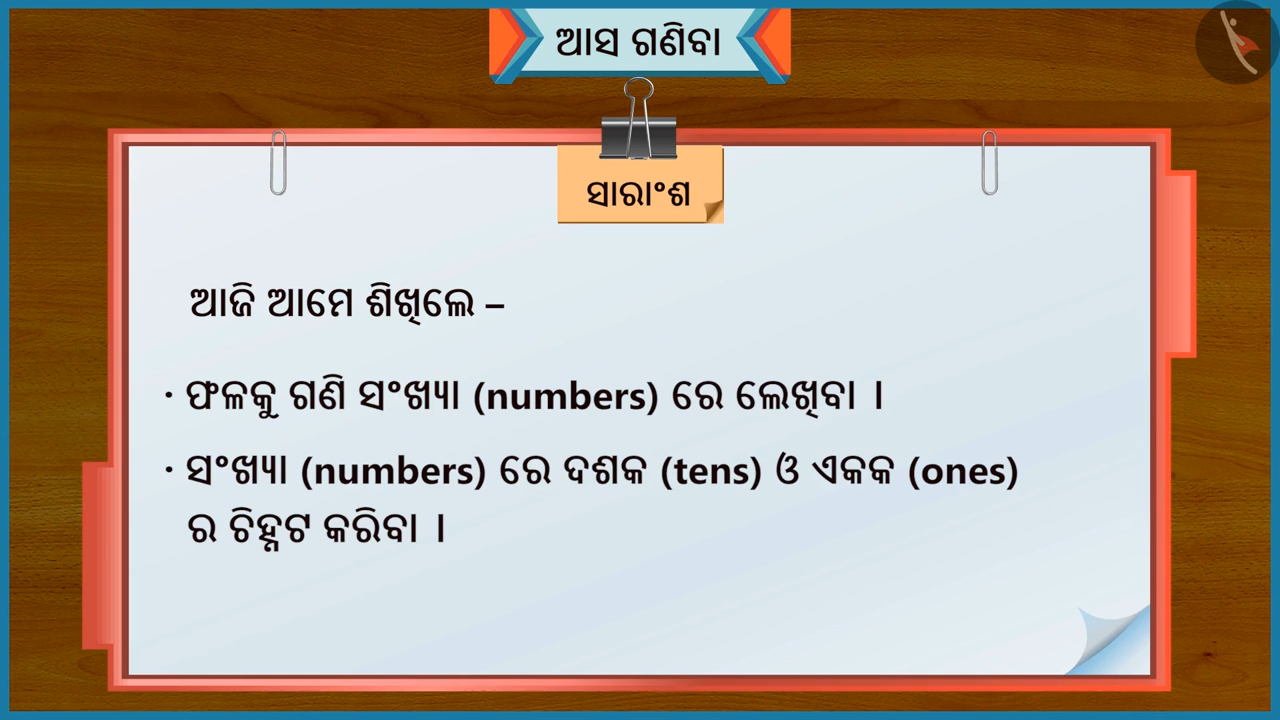 ଆସ ଗଣିବା
ସାରାଂଶ
ଆଜି ଆମେ ଶିଖିଲେ –
· ଫଳକୁ ଗଣି ସଂଖ୍ୟା (numbers) ରେ ଲେଖିବା ।
· ସଂଖ୍ୟା (numbers) ରେ ଦଶକ (tens) ଓ ଏକକ (ones)
ର ଚିହ୍ନଟ କରିବା ।